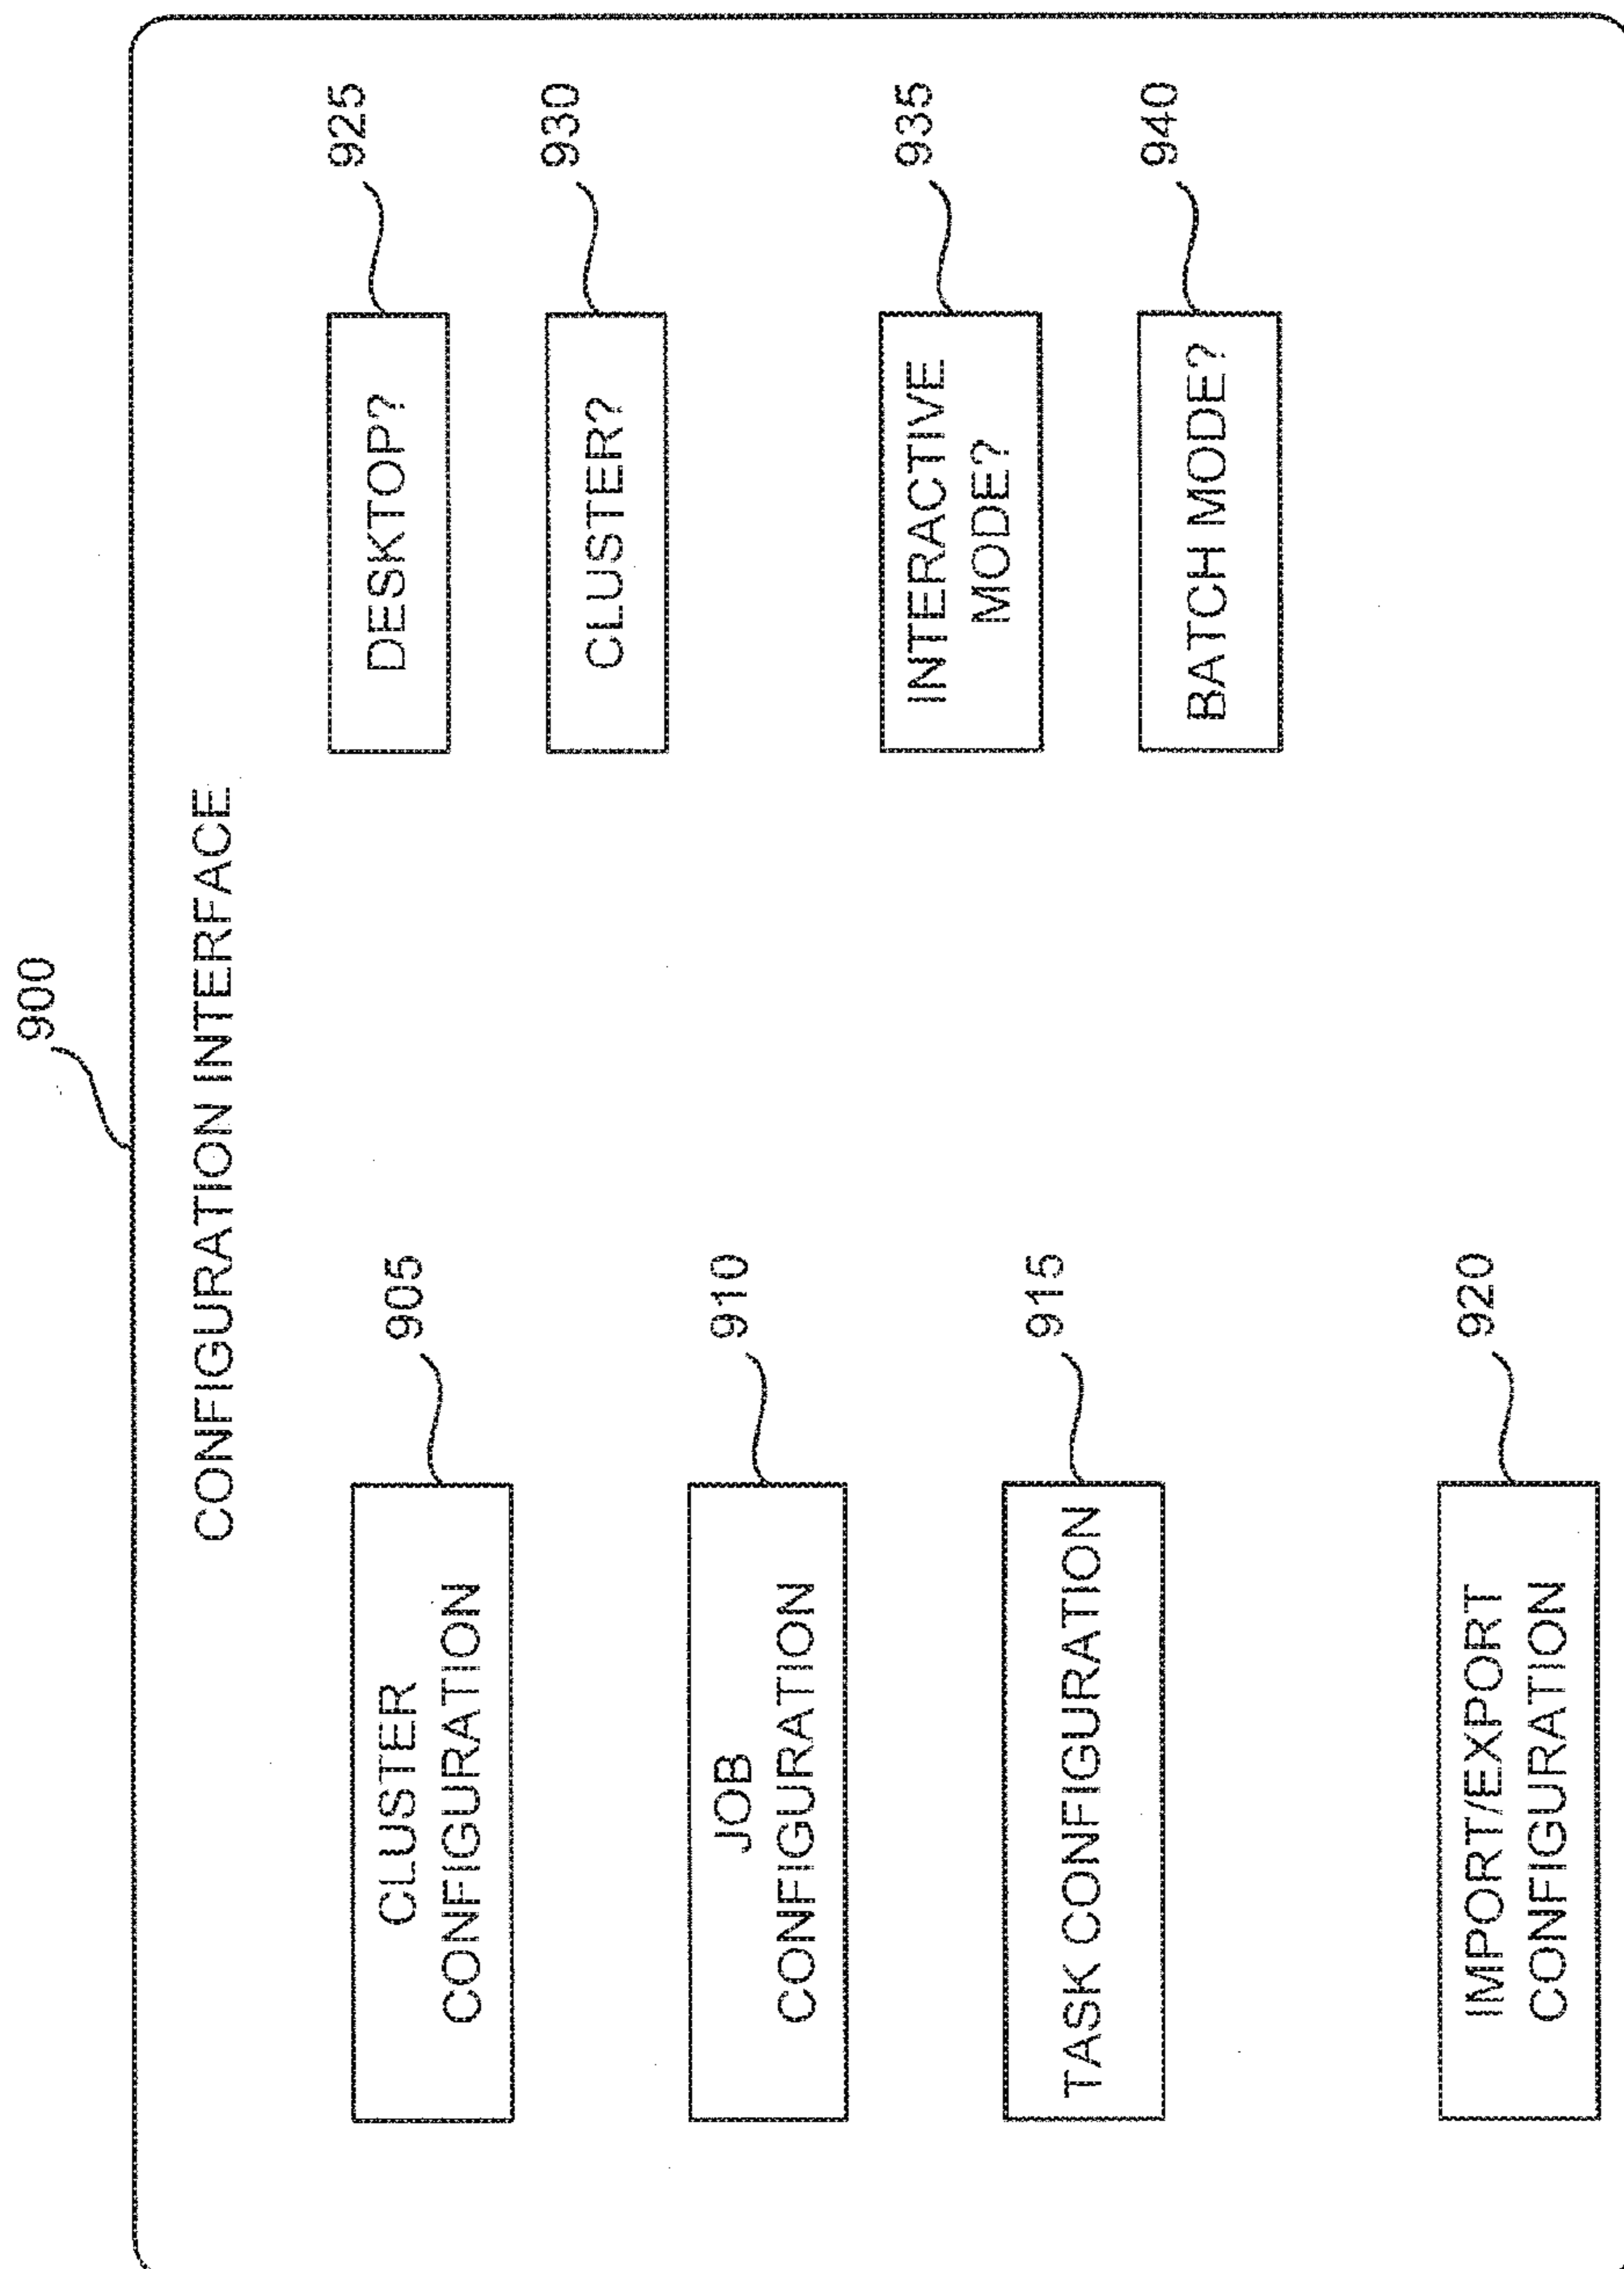 900
CONFIGURATION INTERFACE
CLUSTER
CONFIGURATION
905
JOB
CONFIGURATION
910
TASK CONFIGURATION
915
IMPORT/EXPORT
CONFIGURATION
920
DESKTOP?
925
CLUSTER?
930
INTERACTIVE
MODE?
935
BATCH MODE?
940